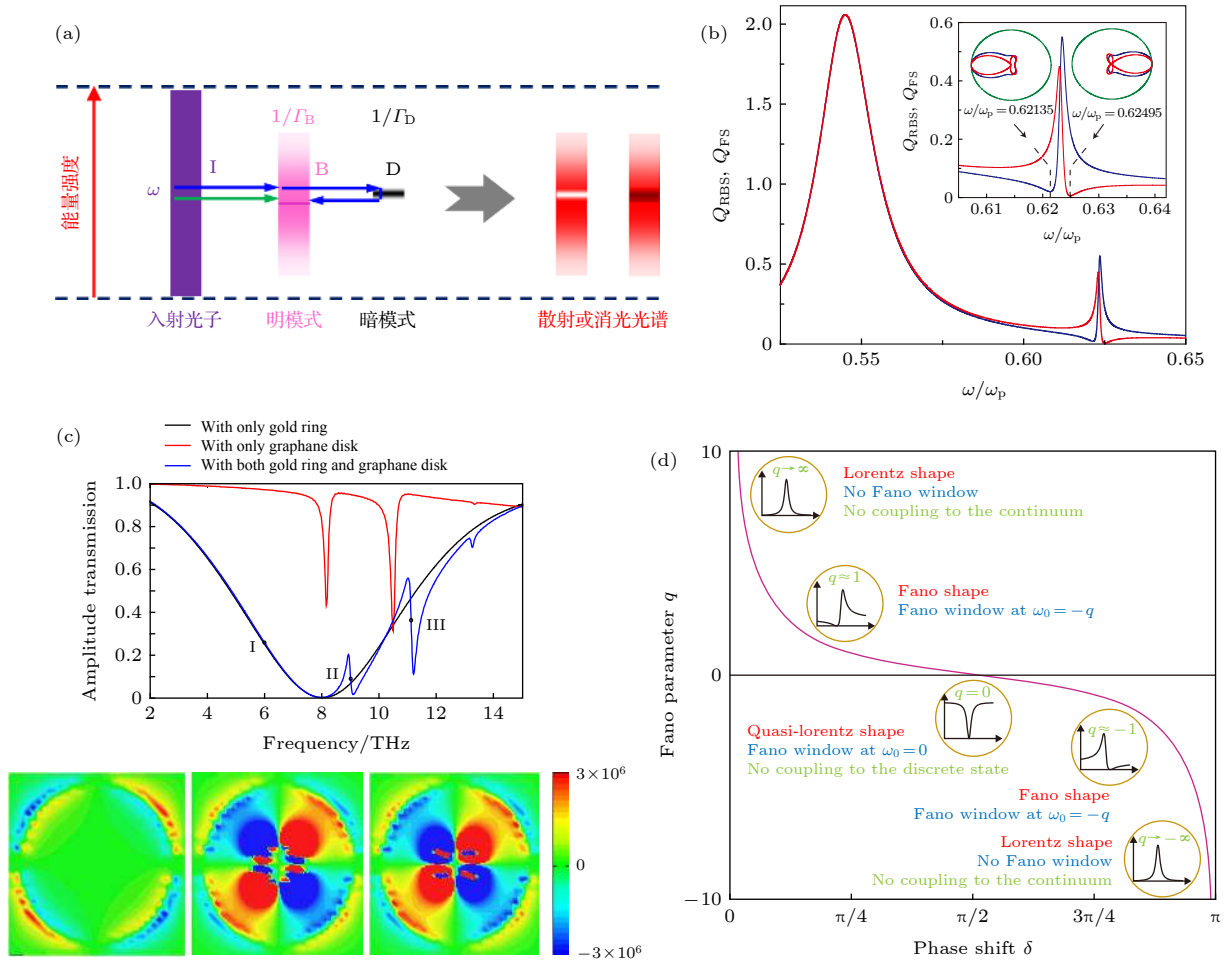 (a)
1/Γ_B
1/Γ_D
I
B
D
ω
能量强度
入射光子
明模式
暗模式
散射或消光光谱
(b)
Q_RBS, Q_FS
2.0
1.5
1.0
0.5
0
0.55
0.60
0.65
ω/ω_p
Q_RBS, Q_FS
0.6
0.4
0.2
0
ω/ω_p=0.62135
ω/ω_p=0.62495
0.61
0.62
0.63
0.64
ω/ω_p
(c)
With only gold ring
With only graphane disk
With both gold ring and graphane disk
Amplitude transmission
1.0
0.8
0.6
0.4
0.2
0
I
II
III
2
4
6
8
10
12
14
Frequency/THz
3×10⁶
0
−3×10⁶
(d)
Fano parameter q
10
0
−10
q→∞
Lorentz shape
No Fano window
No coupling to the continuum
q≈1
Fano shape
Fano window at ω₀=−q
q=0
Quasi-lorentz shape
Fano window at ω₀=0
No coupling to the discrete state
q≈−1
Fano shape
Fano window at ω₀=−q
q→−∞
Lorentz shape
No Fano window
No coupling to the continuum
0
π/4
π/2
3π/4
π
Phase shift δ